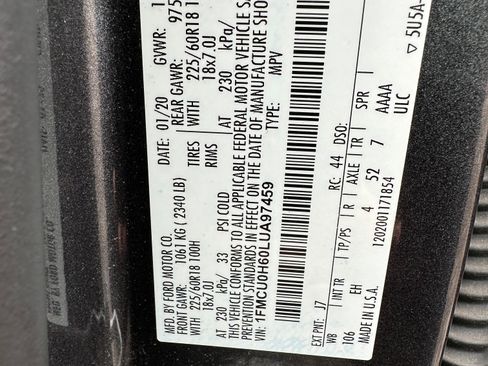 MFD. BY FORD MOTOR CO.
DATE: 01/20 GVWR: 1
FRONT GAWR: 1061 KG ( 2340 LB) REAR GAWR: 975
225/60R18 100H TIRES WITH 225/60R18 100
18x7.0J RIMS 18x7.0J
AT 230 kPa/ 33 PSI COLD AT 230 kPa/
THIS VEHICLE CONFORMS TO ALL APPLICABLE FEDERAL MOTOR VEHICLE SA
PREVENTION STANDARDS IN EFFECT ON THE DATE OF MANUFACTURE SHO
VIN: 1FMCU0H60LUA97459
TYPE: MPV
EXT PNT: J7 RC: 44 DSO:
WB INT TR TP/PS R AXLE TR SPR
106 EH 4 52 7 AAAA
MADE IN U.S.A. 1202001171854 ULC
5U5A-